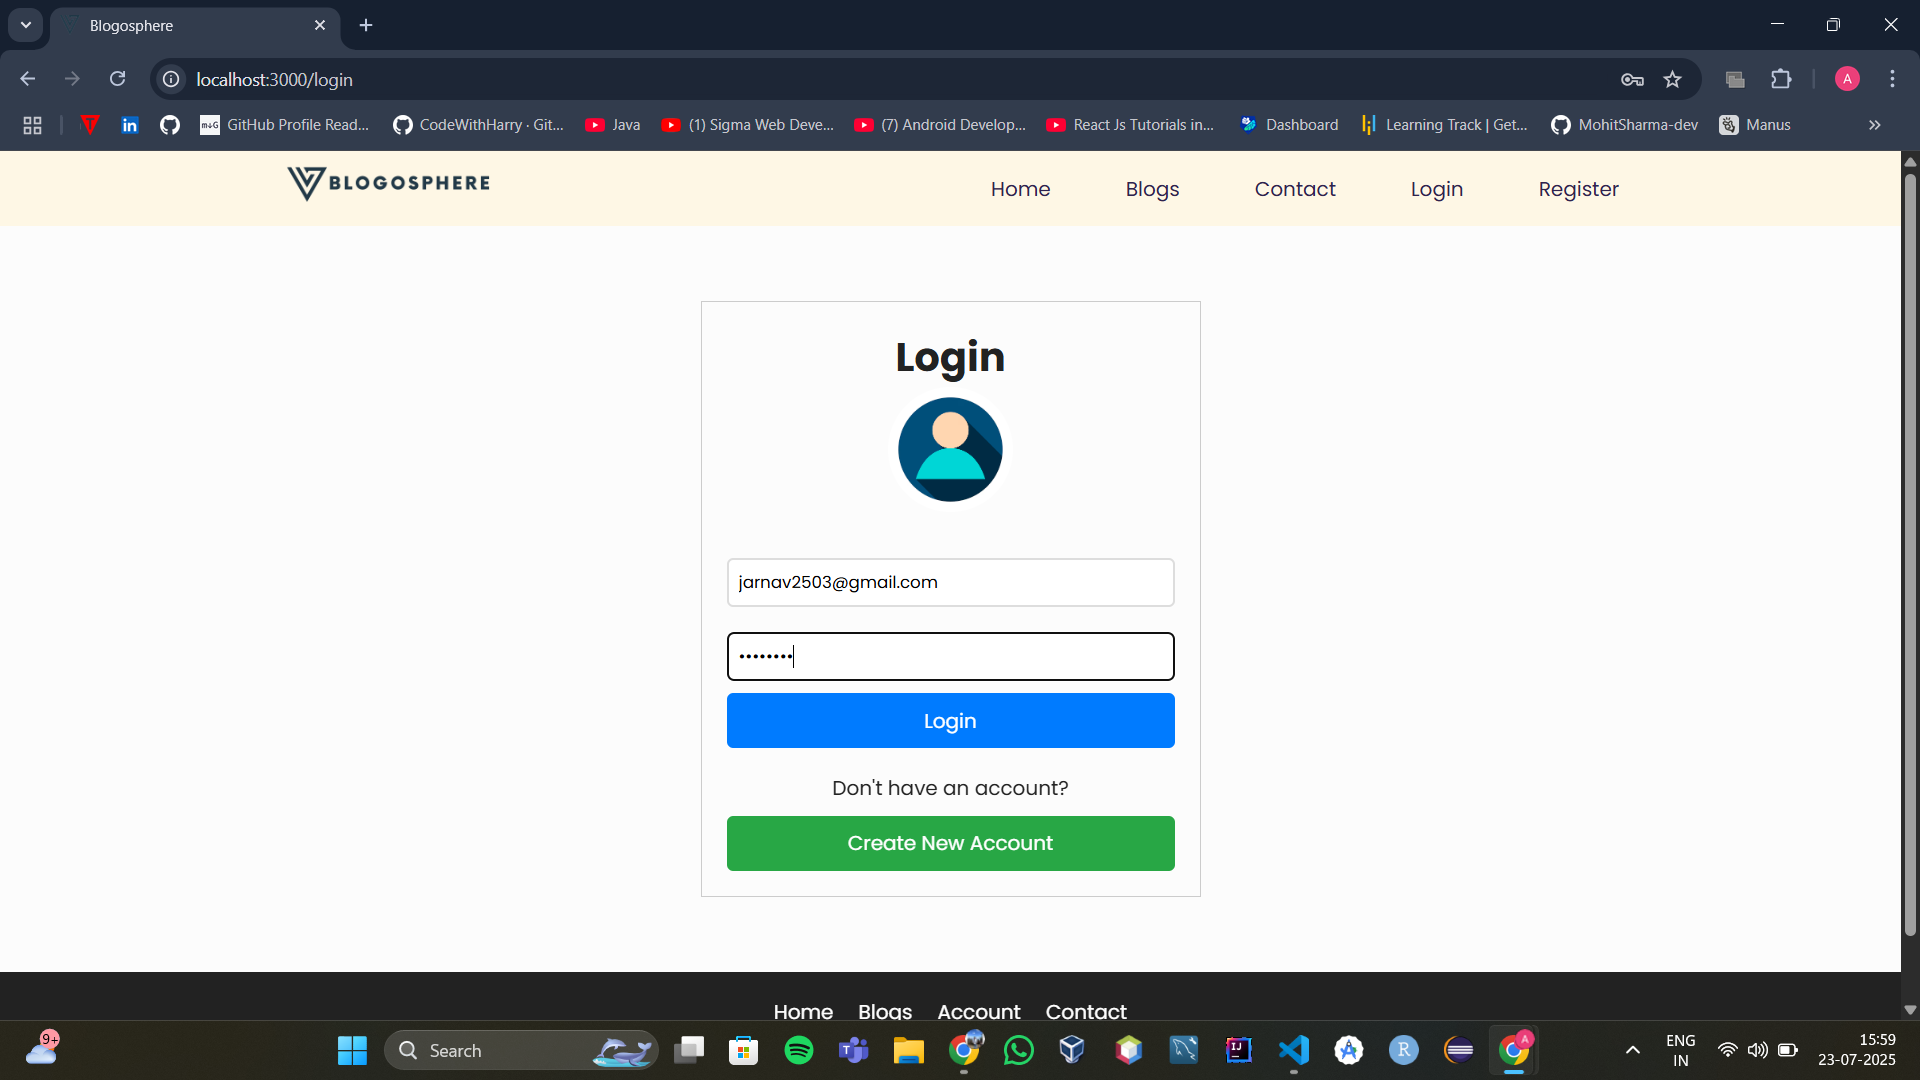 Blogosphere
localhost:3000/login
A
GitHub Profile Read...
CodeWithHarry · Git...
Java
(1) Sigma Web Deve...
(7) Android Develop...
React Js Tutorials in...
Dashboard
Learning Track | Get...
MohitSharma-dev
Manus
BLOGOSPHERE
Home
Blogs
Contact
Login
Register
Login
jarnav2503@gmail.com
••••••••
Login
Don't have an account?
Create New Account
Home
Blogs
Account
Contact
9+
Search
ENG
IN
15:59
23-07-2025